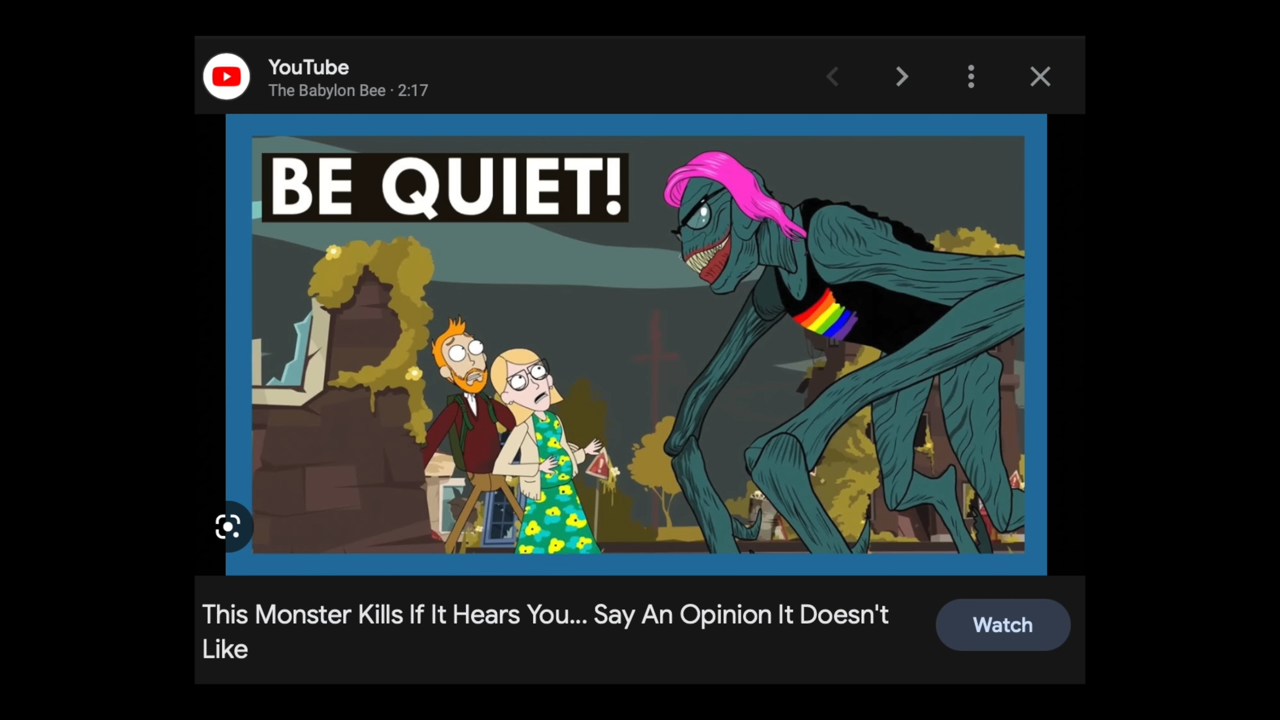 YouTube
The Babylon Bee · 2:17
BE QUIET!
This Monster Kills If It Hears You... Say An Opinion It Doesn't
Like
Watch